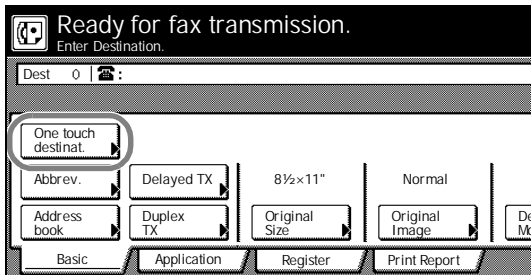 Ready for fax transmission.
Enter Destination.
Dest 0 ☎:
One touch
destinat.
Abbrev.
Delayed TX
8½×11"
Normal
Address
book
Duplex
TX
Original
Size
Original
Image
Basic
Application
Register
Print Report